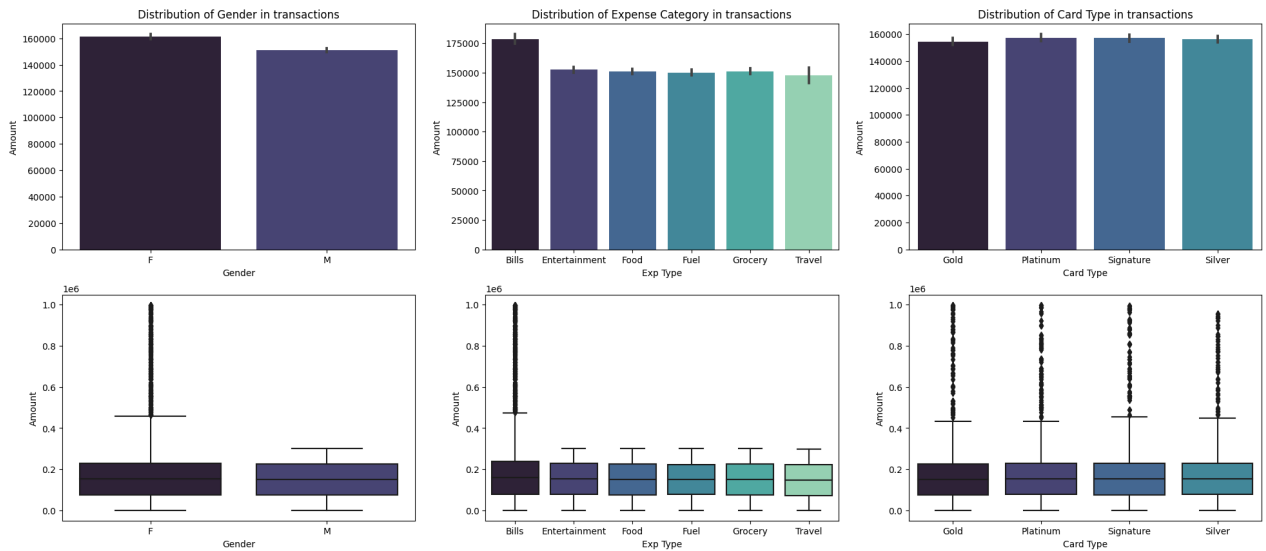 Distribution of Gender in transactions
160000
140000
120000
100000
80000
60000
40000
20000
0
Amount
F
M
Gender
Distribution of Expense Category in transactions
175000
150000
125000
100000
75000
50000
25000
0
Amount
Bills
Entertainment
Food
Fuel
Grocery
Travel
Exp Type
Distribution of Card Type in transactions
160000
140000
120000
100000
80000
60000
40000
20000
0
Amount
Gold
Platinum
Signature
Silver
Card Type
1e6
1.0
0.8
0.6
0.4
0.2
0.0
Amount
F
M
Gender
1e6
1.0
0.8
0.6
0.4
0.2
0.0
Amount
Bills
Entertainment
Food
Fuel
Grocery
Travel
Exp Type
1e6
1.0
0.8
0.6
0.4
0.2
0.0
Amount
Gold
Platinum
Signature
Silver
Card Type